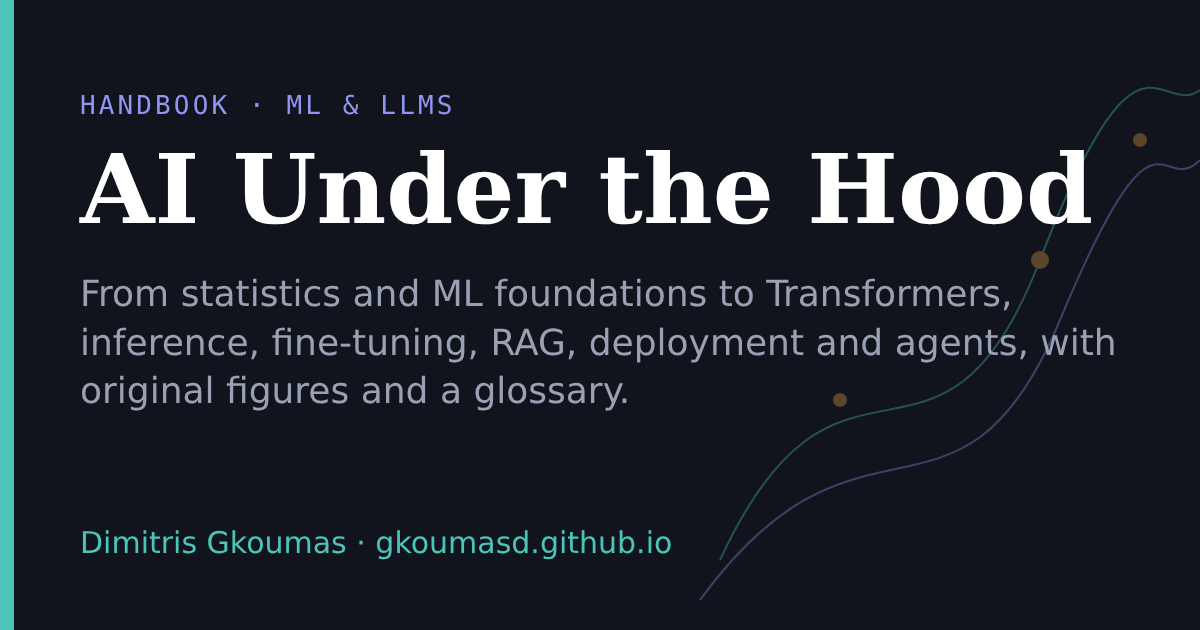 HANDBOOK · ML & LLMS
AI Under the Hood
From statistics and ML foundations to Transformers,
inference, fine-tuning, RAG, deployment and agents, with
original figures and a glossary.
Dimitris Gkoumas · gkoumasd.github.io